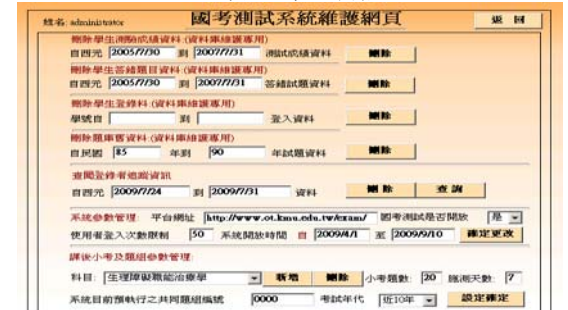 國考測試系統維護網頁
姓名: administrator 返 回
刪除學生測驗成績資料:(資料庫維護專用)
自西元 2005/7/30 到 2007/7/31 測試成績資料 刪除
刪除學生答錯題目資料:(資料庫維護專用)
自西元 2005/7/30 到 2007/7/31 答錯試題資料 刪除
刪除學生登錄料:(資料庫維護專用)
學號自 到 登入資料 刪除
刪除題庫舊資料:(資料庫維護專用)
自民國 85 年到 90 年試題資料 刪除
查閱登錄者追蹤資訊
自西元 2009/7/24 到 2009/7/31 資料 刪 除 查 詢
系統參數管理: 平台網址 http://www.ot.kmu.edu.tw/exam/ 國考測試是否開放 是
使用者登入次數限制 50 系統開放時間 自 2009/4/1 至 2009/9/10 確定更改
課後小考及題組參數管理:
科目: 生理障礙職能治療學 新增 刪除 小考題數: 20 施測天數: 7
系統目前預執行之共同題組編號 0000 考試年代 近10年 設定確定